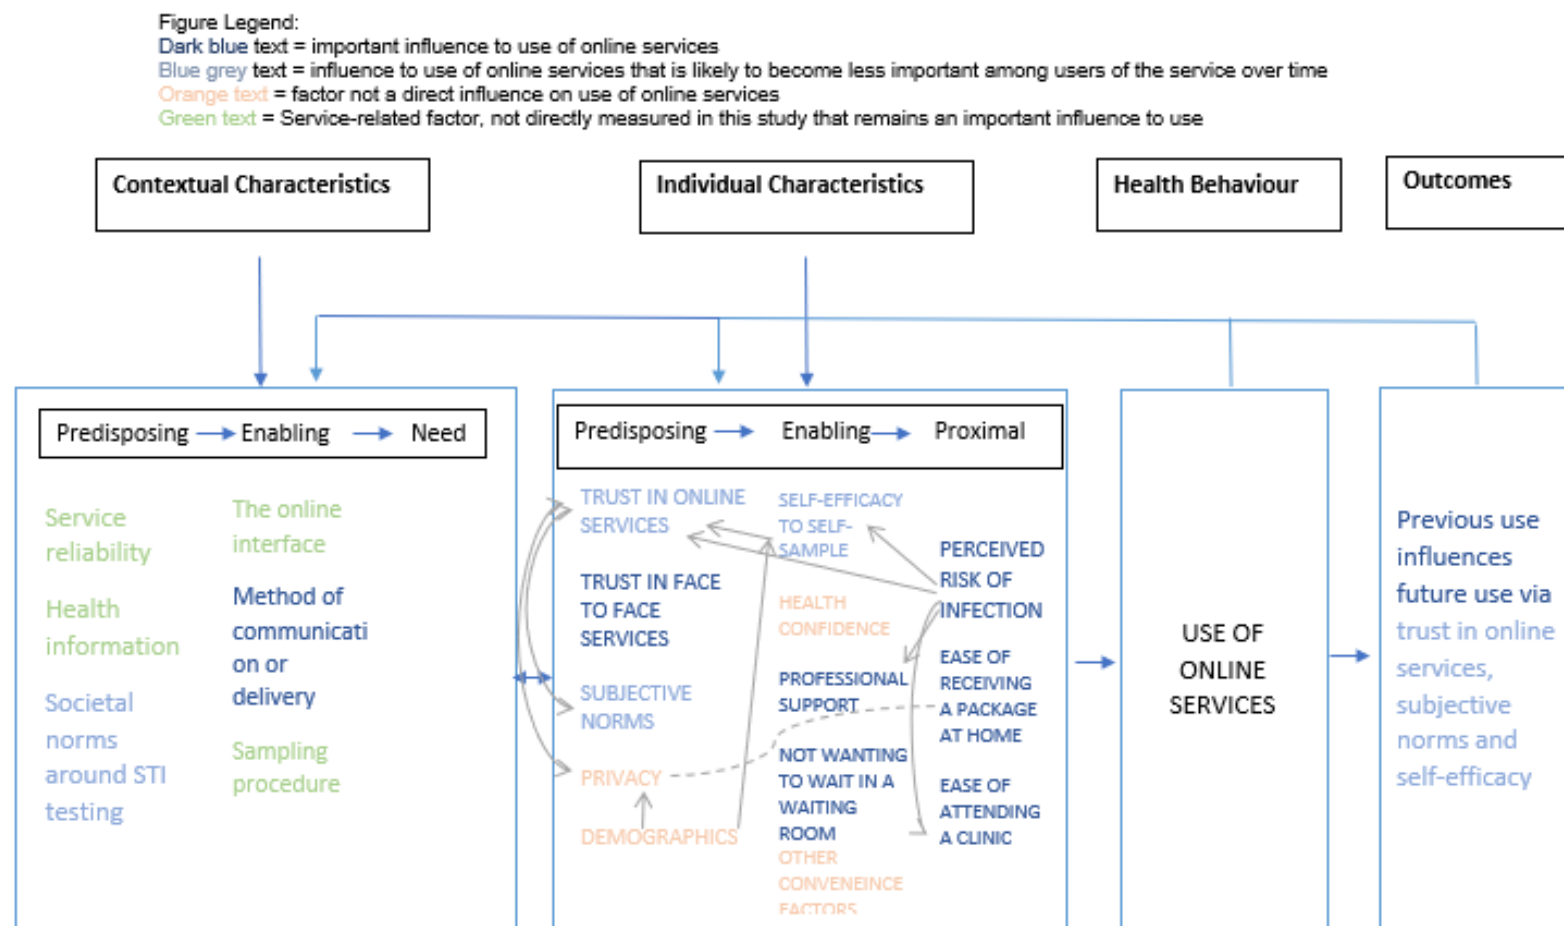 Figure Legend:
Dark blue text = important influence to use of online services
Blue grey text = influence to use of online services that is likely to become less important among users of the service over time
Orange text = factor not a direct influence on use of online services
Green text = Service-related factor, not directly measured in this study that remains an important influence to use
Contextual Characteristics
Individual Characteristics
Health Behaviour
Outcomes
Predisposing
Enabling
Need
Service
reliability
Health
information
Societal
norms
around STI
testing
The online
interface
Method of
communicati
on or
delivery
Sampling
procedure
Predisposing
Enabling
Proximal
TRUST IN ONLINE
SERVICES
TRUST IN FACE
TO FACE
SERVICES
SUBJECTIVE
NORMS
PRIVACY
DEMOGRAPHICS
SELF-EFFICACY
TO SELF-
SAMPLE
HEALTH
CONFIDENCE
PROFESSIONAL
SUPPORT
NOT WANTING
TO WAIT IN A
WAITING
ROOM
OTHER
CONVENEINCE
FACTORS
PERCEIVED
RISK OF
INFECTION
EASE OF
RECEIVING
A PACKAGE
AT HOME
EASE OF
ATTENDING
A CLINIC
USE OF
ONLINE
SERVICES
Previous use
influences
future use via
trust in online
services,
subjective
norms and
self-efficacy